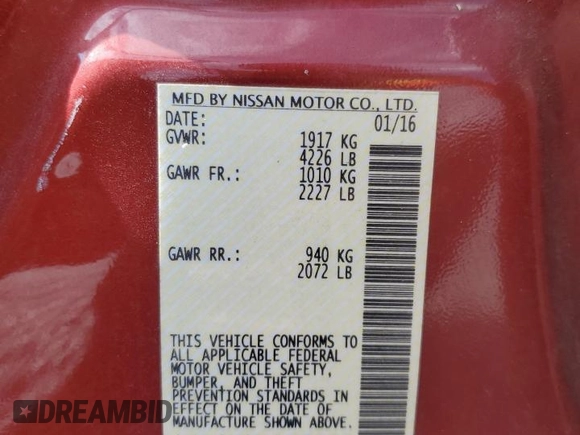 MFD BY NISSAN MOTOR CO., LTD.
DATE: 01/16
GVWR: 1917 KG
4226 LB
GAWR FR.: 1010 KG
2227 LB
GAWR RR.: 940 KG
2072 LB
THIS VEHICLE CONFORMS TO
ALL APPLICABLE FEDERAL
MOTOR VEHICLE SAFETY,
BUMPER, AND THEFT
PREVENTION STANDARDS IN
EFFECT ON THE DATE OF
MANUFACTURE SHOWN ABOVE.
DREAMBID